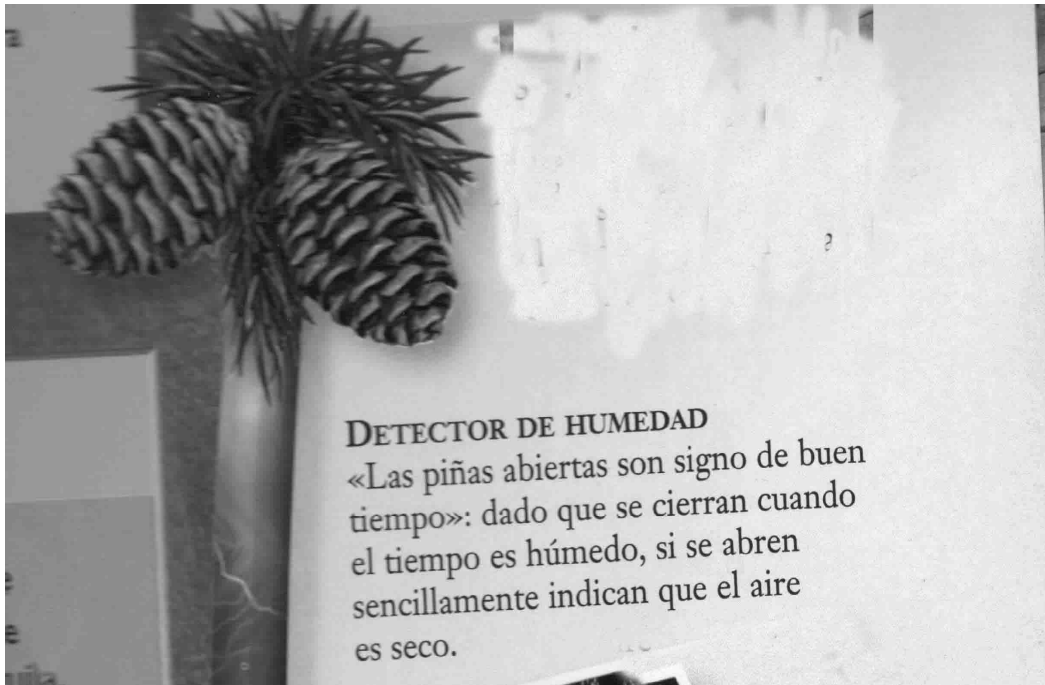 DETECTOR DE HUMEDAD
«Las piñas abiertas son signo de buen
tiempo»: dado que se cierran cuando
el tiempo es húmedo, si se abren
sencillamente indican que el aire
es seco.